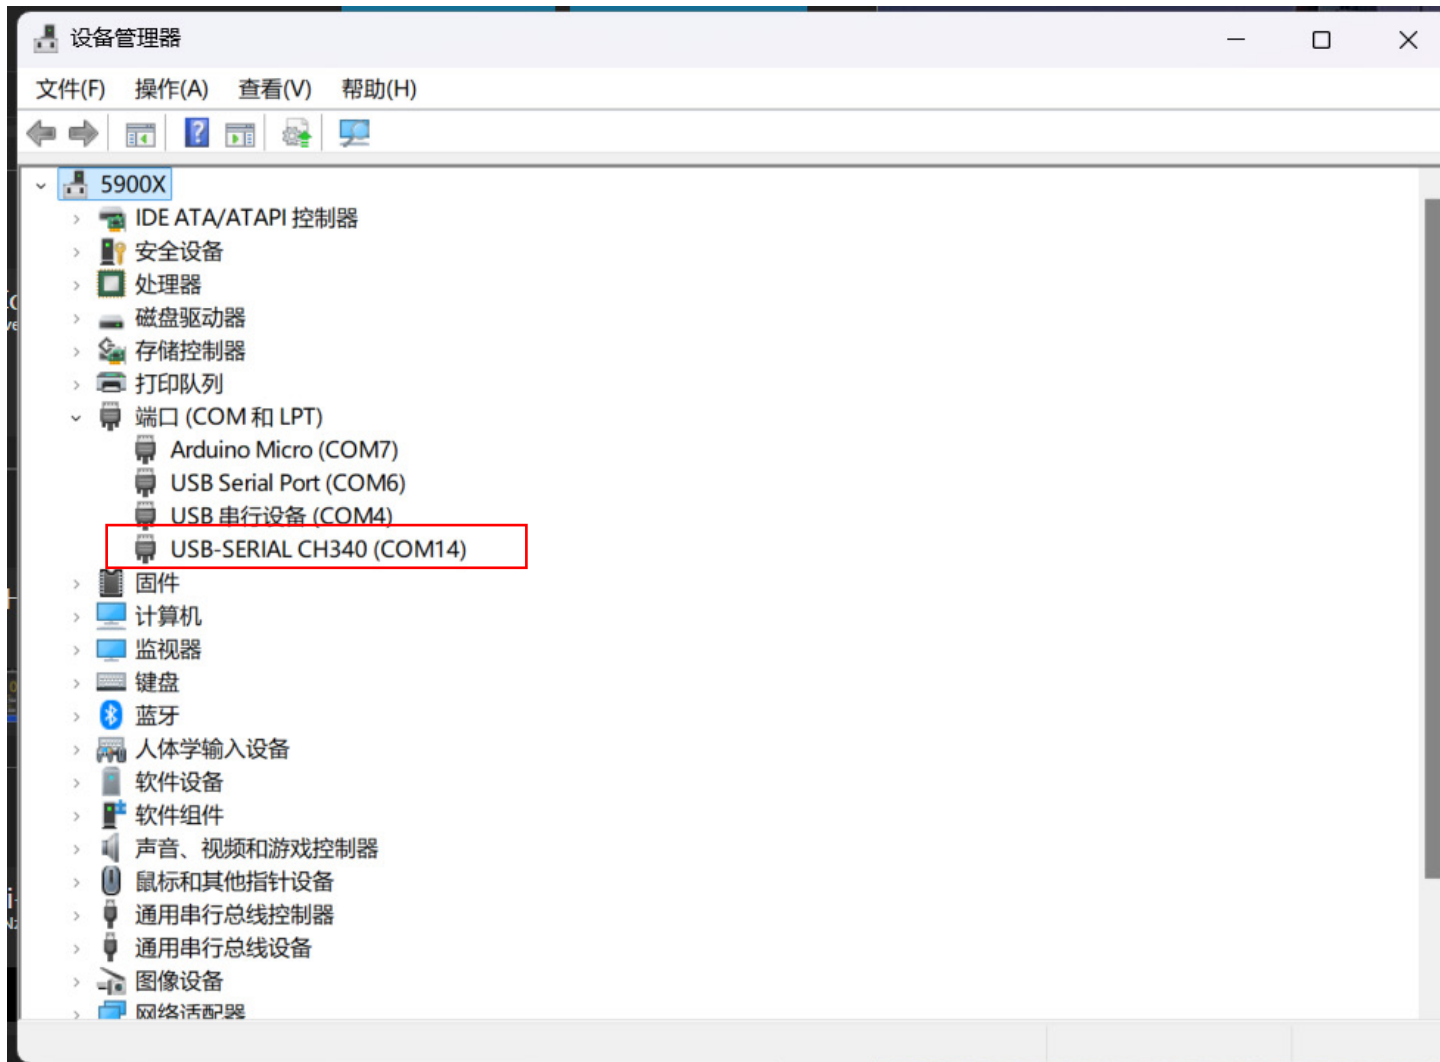 设备管理器
文件(F) 操作(A) 查看(V) 帮助(H)
5900X
IDE ATA/ATAPI 控制器
安全设备
处理器
磁盘驱动器
存储控制器
打印队列
端口 (COM 和 LPT)
Arduino Micro (COM7)
USB Serial Port (COM6)
USB 串行设备 (COM4)
USB-SERIAL CH340 (COM14)
固件
计算机
监视器
键盘
蓝牙
人体学输入设备
软件设备
软件组件
声音、视频和游戏控制器
鼠标和其他指针设备
通用串行总线控制器
通用串行总线设备
图像设备
网络适配器